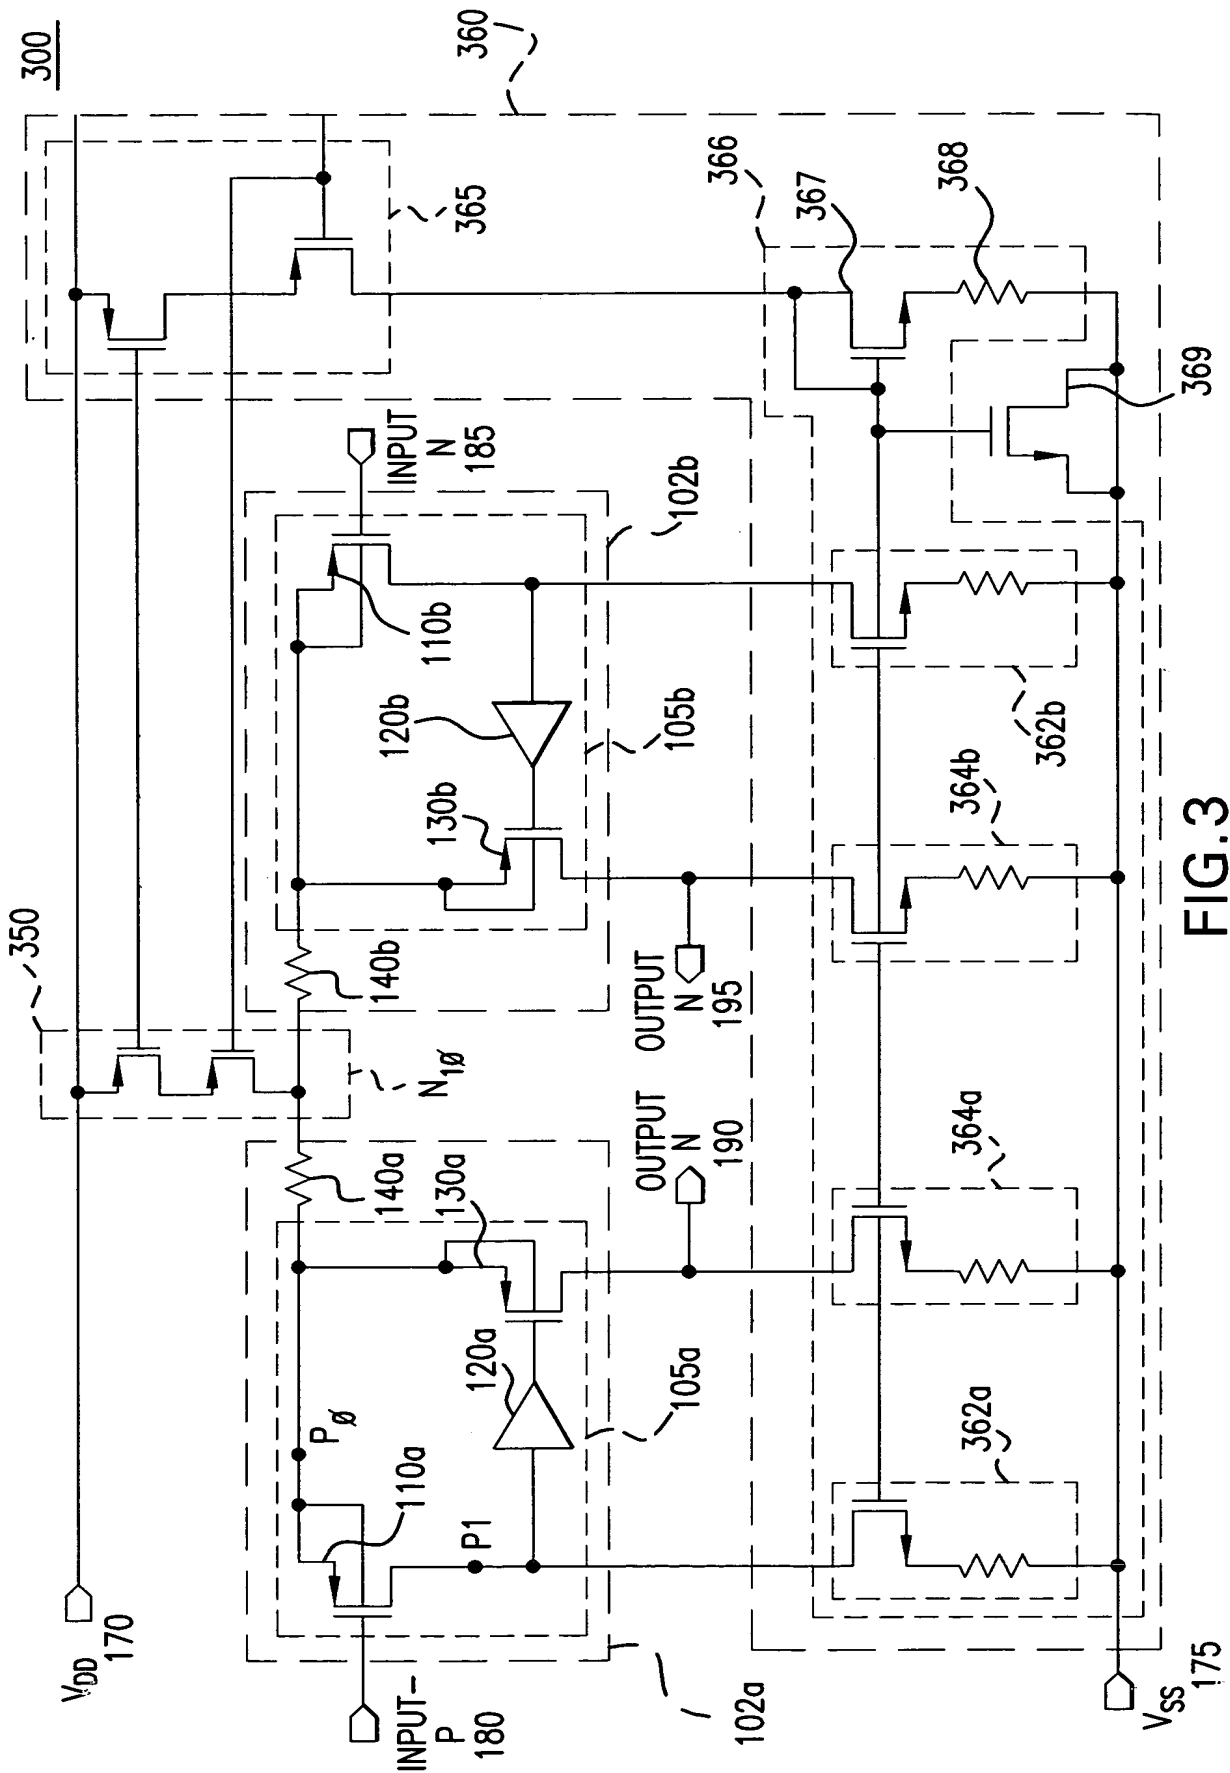 300
360
365
366
367
368
369
INPUT
N
185
102b
110b
120b
105b
130b
362b
364b
350
140b
OUTPUT
N
195
N1Ø
OUTPUT
N
190
140a
130a
364a
120a
105a
PØ
110a
P1
362a
VDD
170
INPUT-
P
180
102a
VSS
175
FIG.3